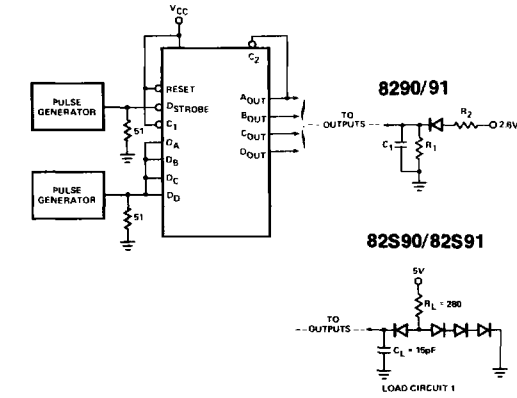 VCC
C2
RESET
PULSE
GENERATOR
DSTROBE
51
C1
DA
DB
DC
DD
PULSE
GENERATOR
51
AOUT
BOUT
COUT
DOUT
TO
OUTPUTS
8290/91
R2
2.6V
C1
R1
82S90/82S91
5V
RL = 280
TO
OUTPUTS
CL = 15pF
LOAD CIRCUIT 1